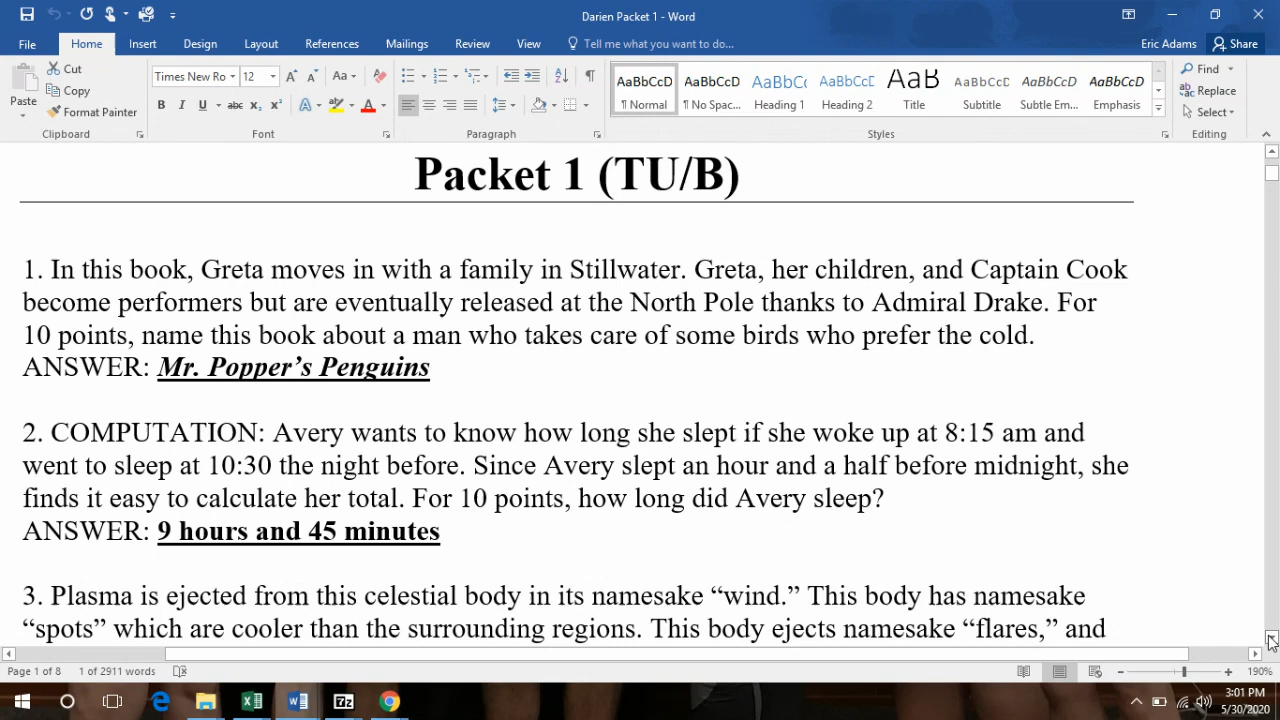 Darien Packet 1 - Word
File Home Insert Design Layout References Mailings Review View Tell me what you want to do... Eric Adams Share
Paste Cut Copy Format Painter
Times New Ro 12
AaBbCcD AaBbCcD AaBbCc AaBbCcD AaB AaBbCcD AaBbCcD AaBbCcD
¶ Normal ¶ No Spac... Heading 1 Heading 2 Title Subtitle Subtle Em... Emphasis
Find Replace Select
Clipboard Font Paragraph Styles Editing
Packet 1 (TU/B)
1. In this book, Greta moves in with a family in Stillwater. Greta, her children, and Captain Cook
become performers but are eventually released at the North Pole thanks to Admiral Drake. For
10 points, name this book about a man who takes care of some birds who prefer the cold.
ANSWER: Mr. Popper’s Penguins
2. COMPUTATION: Avery wants to know how long she slept if she woke up at 8:15 am and
went to sleep at 10:30 the night before. Since Avery slept an hour and a half before midnight, she
finds it easy to calculate her total. For 10 points, how long did Avery sleep?
ANSWER: 9 hours and 45 minutes
3. Plasma is ejected from this celestial body in its namesake “wind.” This body has namesake
“spots” which are cooler than the surrounding regions. This body ejects namesake “flares,” and
Page 1 of 8 1 of 2911 words 190%
3:01 PM
5/30/2020